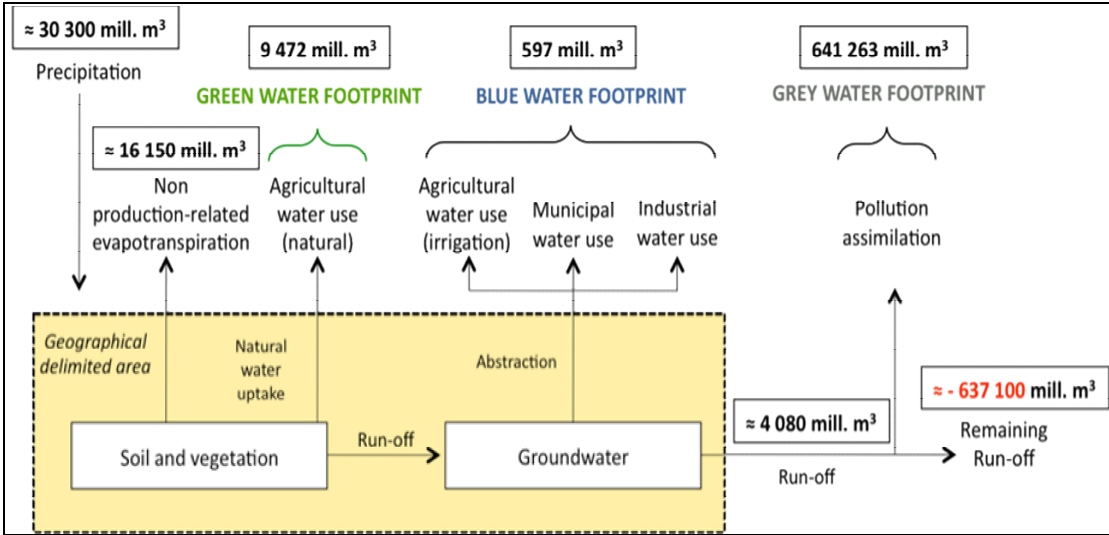 ≈ 30 300 mill. m³
Precipitation
9 472 mill. m³
GREEN WATER FOOTPRINT
597 mill. m³
BLUE WATER FOOTPRINT
641 263 mill. m³
GREY WATER FOOTPRINT
≈ 16 150 mill. m³
Non
production-related
evapotranspiration
Agricultural
water use
(natural)
Agricultural
water use
(irrigation)
Municipal
water use
Industrial
water use
Pollution
assimilation
Geographical
delimited area
Natural
water
uptake
Abstraction
Soil and vegetation
Run-off
Groundwater
≈ 4 080 mill. m³
Run-off
≈ - 637 100 mill. m³
Remaining
Run-off